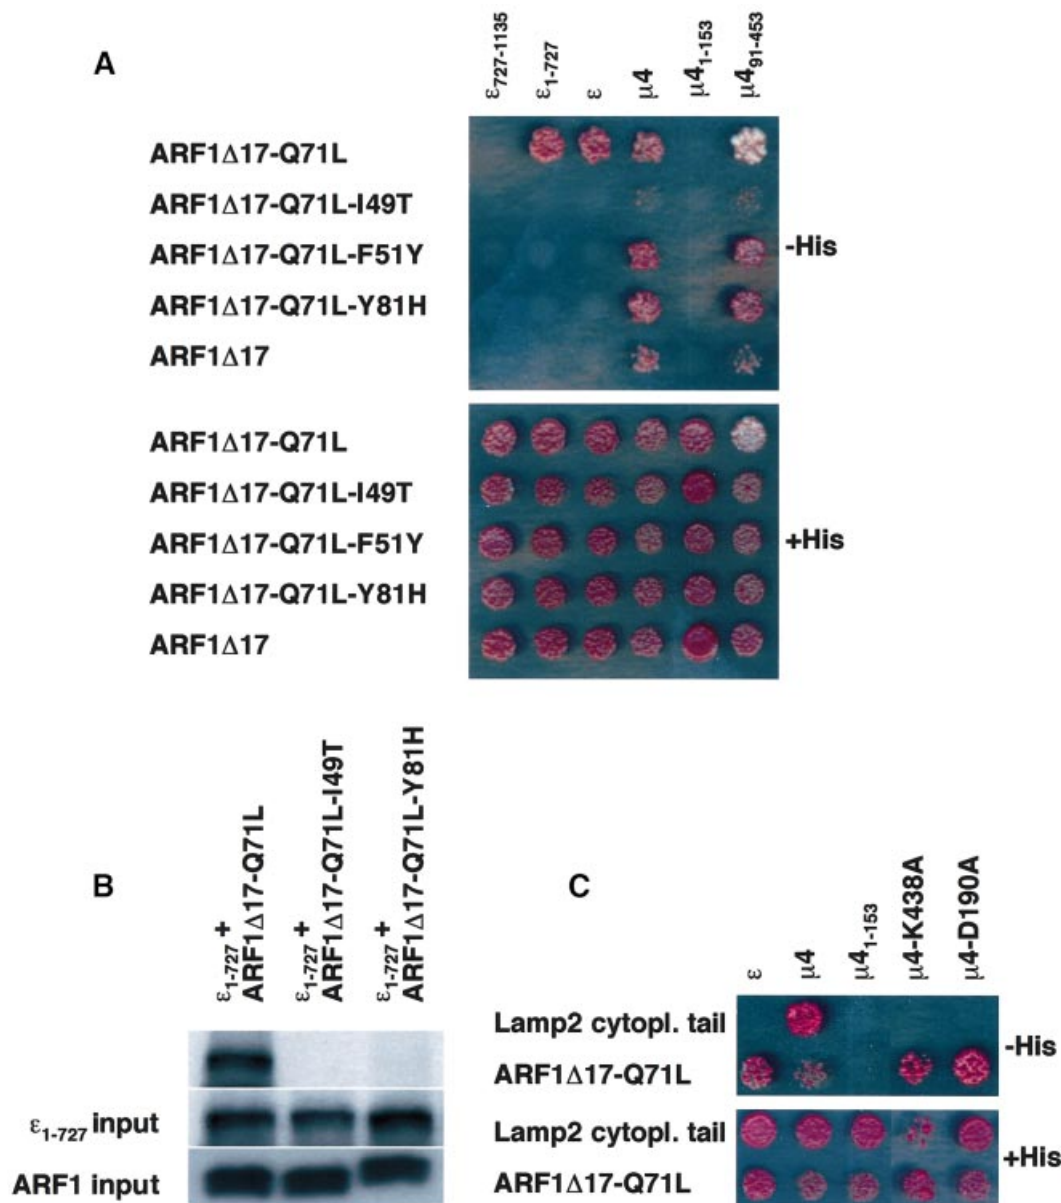 A
ε727-1135
ε1-727
ε
μ4
μ41-153
μ491-453
ARF1Δ17-Q71L
ARF1Δ17-Q71L-I49T
ARF1Δ17-Q71L-F51Y
ARF1Δ17-Q71L-Y81H
ARF1Δ17
-His
ARF1Δ17-Q71L
ARF1Δ17-Q71L-I49T
ARF1Δ17-Q71L-F51Y
ARF1Δ17-Q71L-Y81H
ARF1Δ17
+His
B
ε1-727+
ARF1Δ17-Q71L
ε1-727+
ARF1Δ17-Q71L-I49T
ε1-727+
ARF1Δ17-Q71L-Y81H
ε1-727 input
ARF1 input
C
ε
μ4
μ41-153
μ4-K438A
μ4-D190A
Lamp2 cytopl. tail
ARF1Δ17-Q71L
-His
Lamp2 cytopl. tail
ARF1Δ17-Q71L
+His